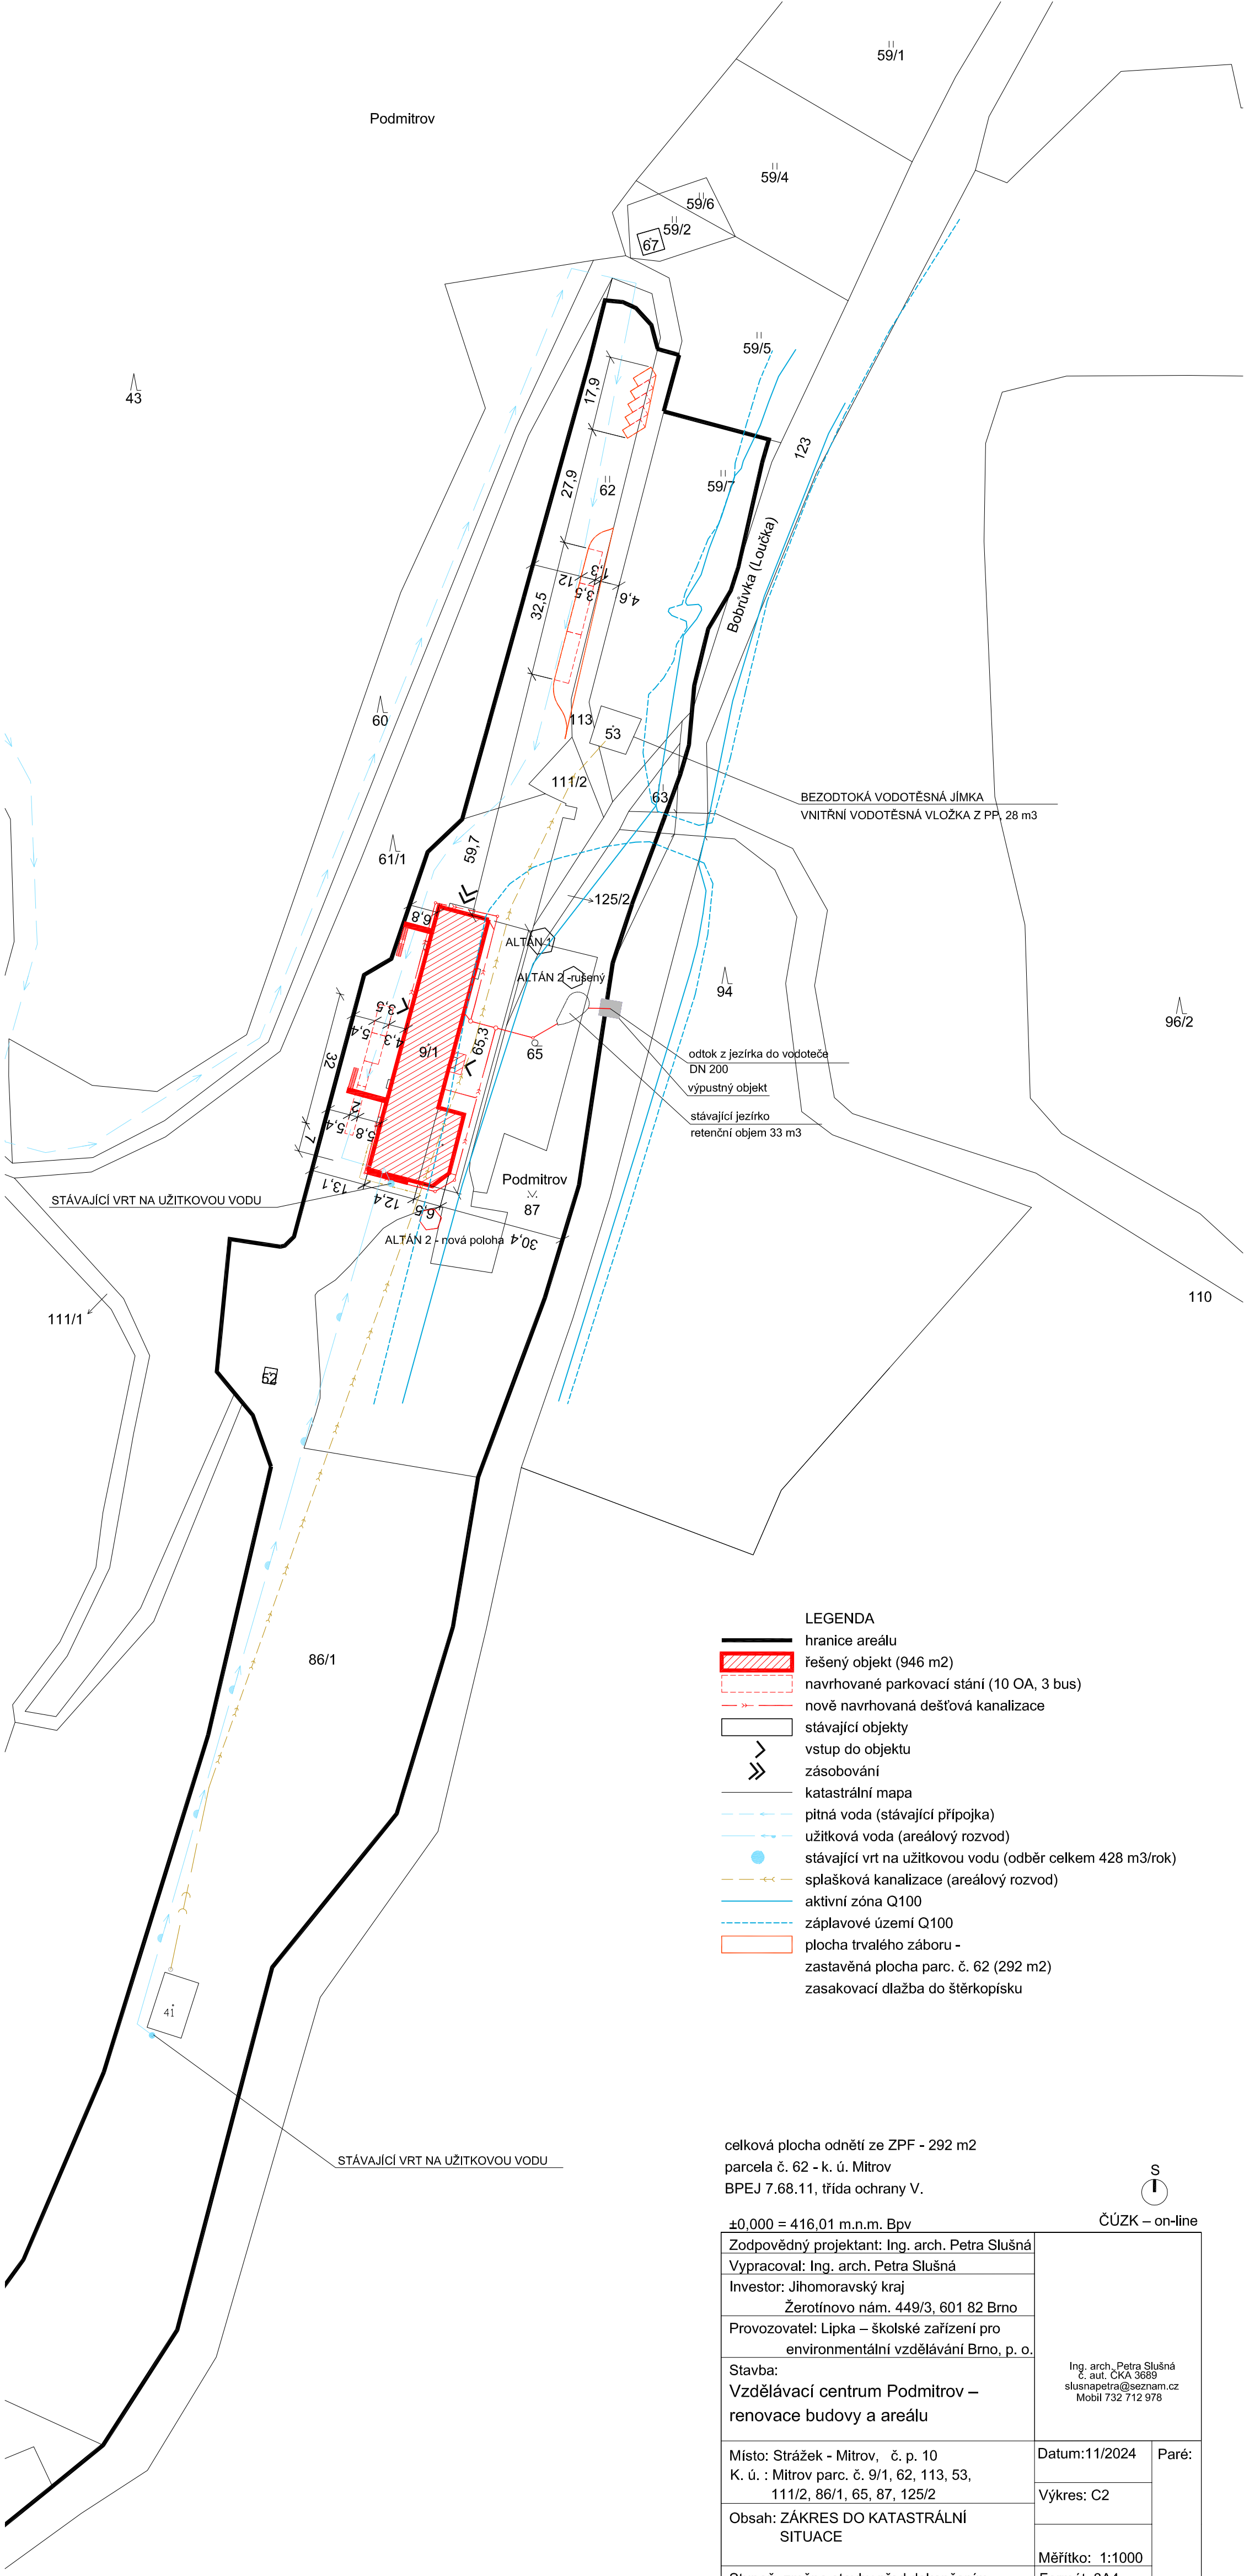 59/1
Podmitrov
59/4
59/6
59/2
67
59/5
43
17,9
123
27,9
62
59/7
Bobrůvka (Loučka)
1,3
12
3,5
4,6
32,5
60
113
53
111/2
63
BEZODTOKÁ VODOTĚSNÁ JÍMKA
VNITŘNÍ VODOTĚSNÁ VLOŽKA Z PP, 28 m3
59,7
61/1
125/2
6,8
ALTÁN 1
ALTÁN 2 -rušený
94
96/2
3,5
5,4
4,3
9/1
65,3
65
32
odtok z jezírka do vodoteče
DN 200
výpustný objekt
stávající jezírko
retenční objem 33 m3
2
5,4
5,8
7
Podmitrov
87
STÁVAJÍCÍ VRT NA UŽITKOVOU VODU
13,1
12,4
6,5
ALTÁN 2 - nová poloha
30,4
110
111/1
52
86/1
LEGENDA
hranice areálu
řešený objekt (946 m2)
navrhované parkovací stání (10 OA, 3 bus)
nově navrhovaná dešťová kanalizace
stávající objekty
vstup do objektu
zásobování
katastrální mapa
pitná voda (stávající přípojka)
užitková voda (areálový rozvod)
stávající vrt na užitkovou vodu (odběr celkem 428 m3/rok)
splašková kanalizace (areálový rozvod)
aktivní zóna Q100
záplavové území Q100
plocha trvalého záboru -
zastavěná plocha parc. č. 62 (292 m2)
zasakovací dlažba do štěrkopísku
41
STÁVAJÍCÍ VRT NA UŽITKOVOU VODU
celková plocha odnětí ze ZPF - 292 m2
parcela č. 62 - k. ú. Mitrov
BPEJ 7.68.11, třída ochrany V.
S
±0,000 = 416,01 m.n.m. Bpv
ČÚZK – on-line
Zodpovědný projektant: Ing. arch. Petra Slušná
Vypracoval: Ing. arch. Petra Slušná
Investor: Jihomoravský kraj
Žerotínovo nám. 449/3, 601 82 Brno
Provozovatel: Lipka – školské zařízení pro
environmentální vzdělávání Brno, p. o.
Ing. arch. Petra Slušná
č. aut. ČKA 3689
slusnapetra@seznam.cz
Mobil 732 712 978
Stavba:
Vzdělávací centrum Podmitrov –
renovace budovy a areálu
Místo: Strážek - Mitrov, č. p. 10
K. ú. : Mitrov parc. č. 9/1, 62, 113, 53,
111/2, 86/1, 65, 87, 125/2
Datum:11/2024
Paré:
Výkres: C2
Obsah: ZÁKRES DO KATASTRÁLNÍ
SITUACE
Měřítko: 1:1000